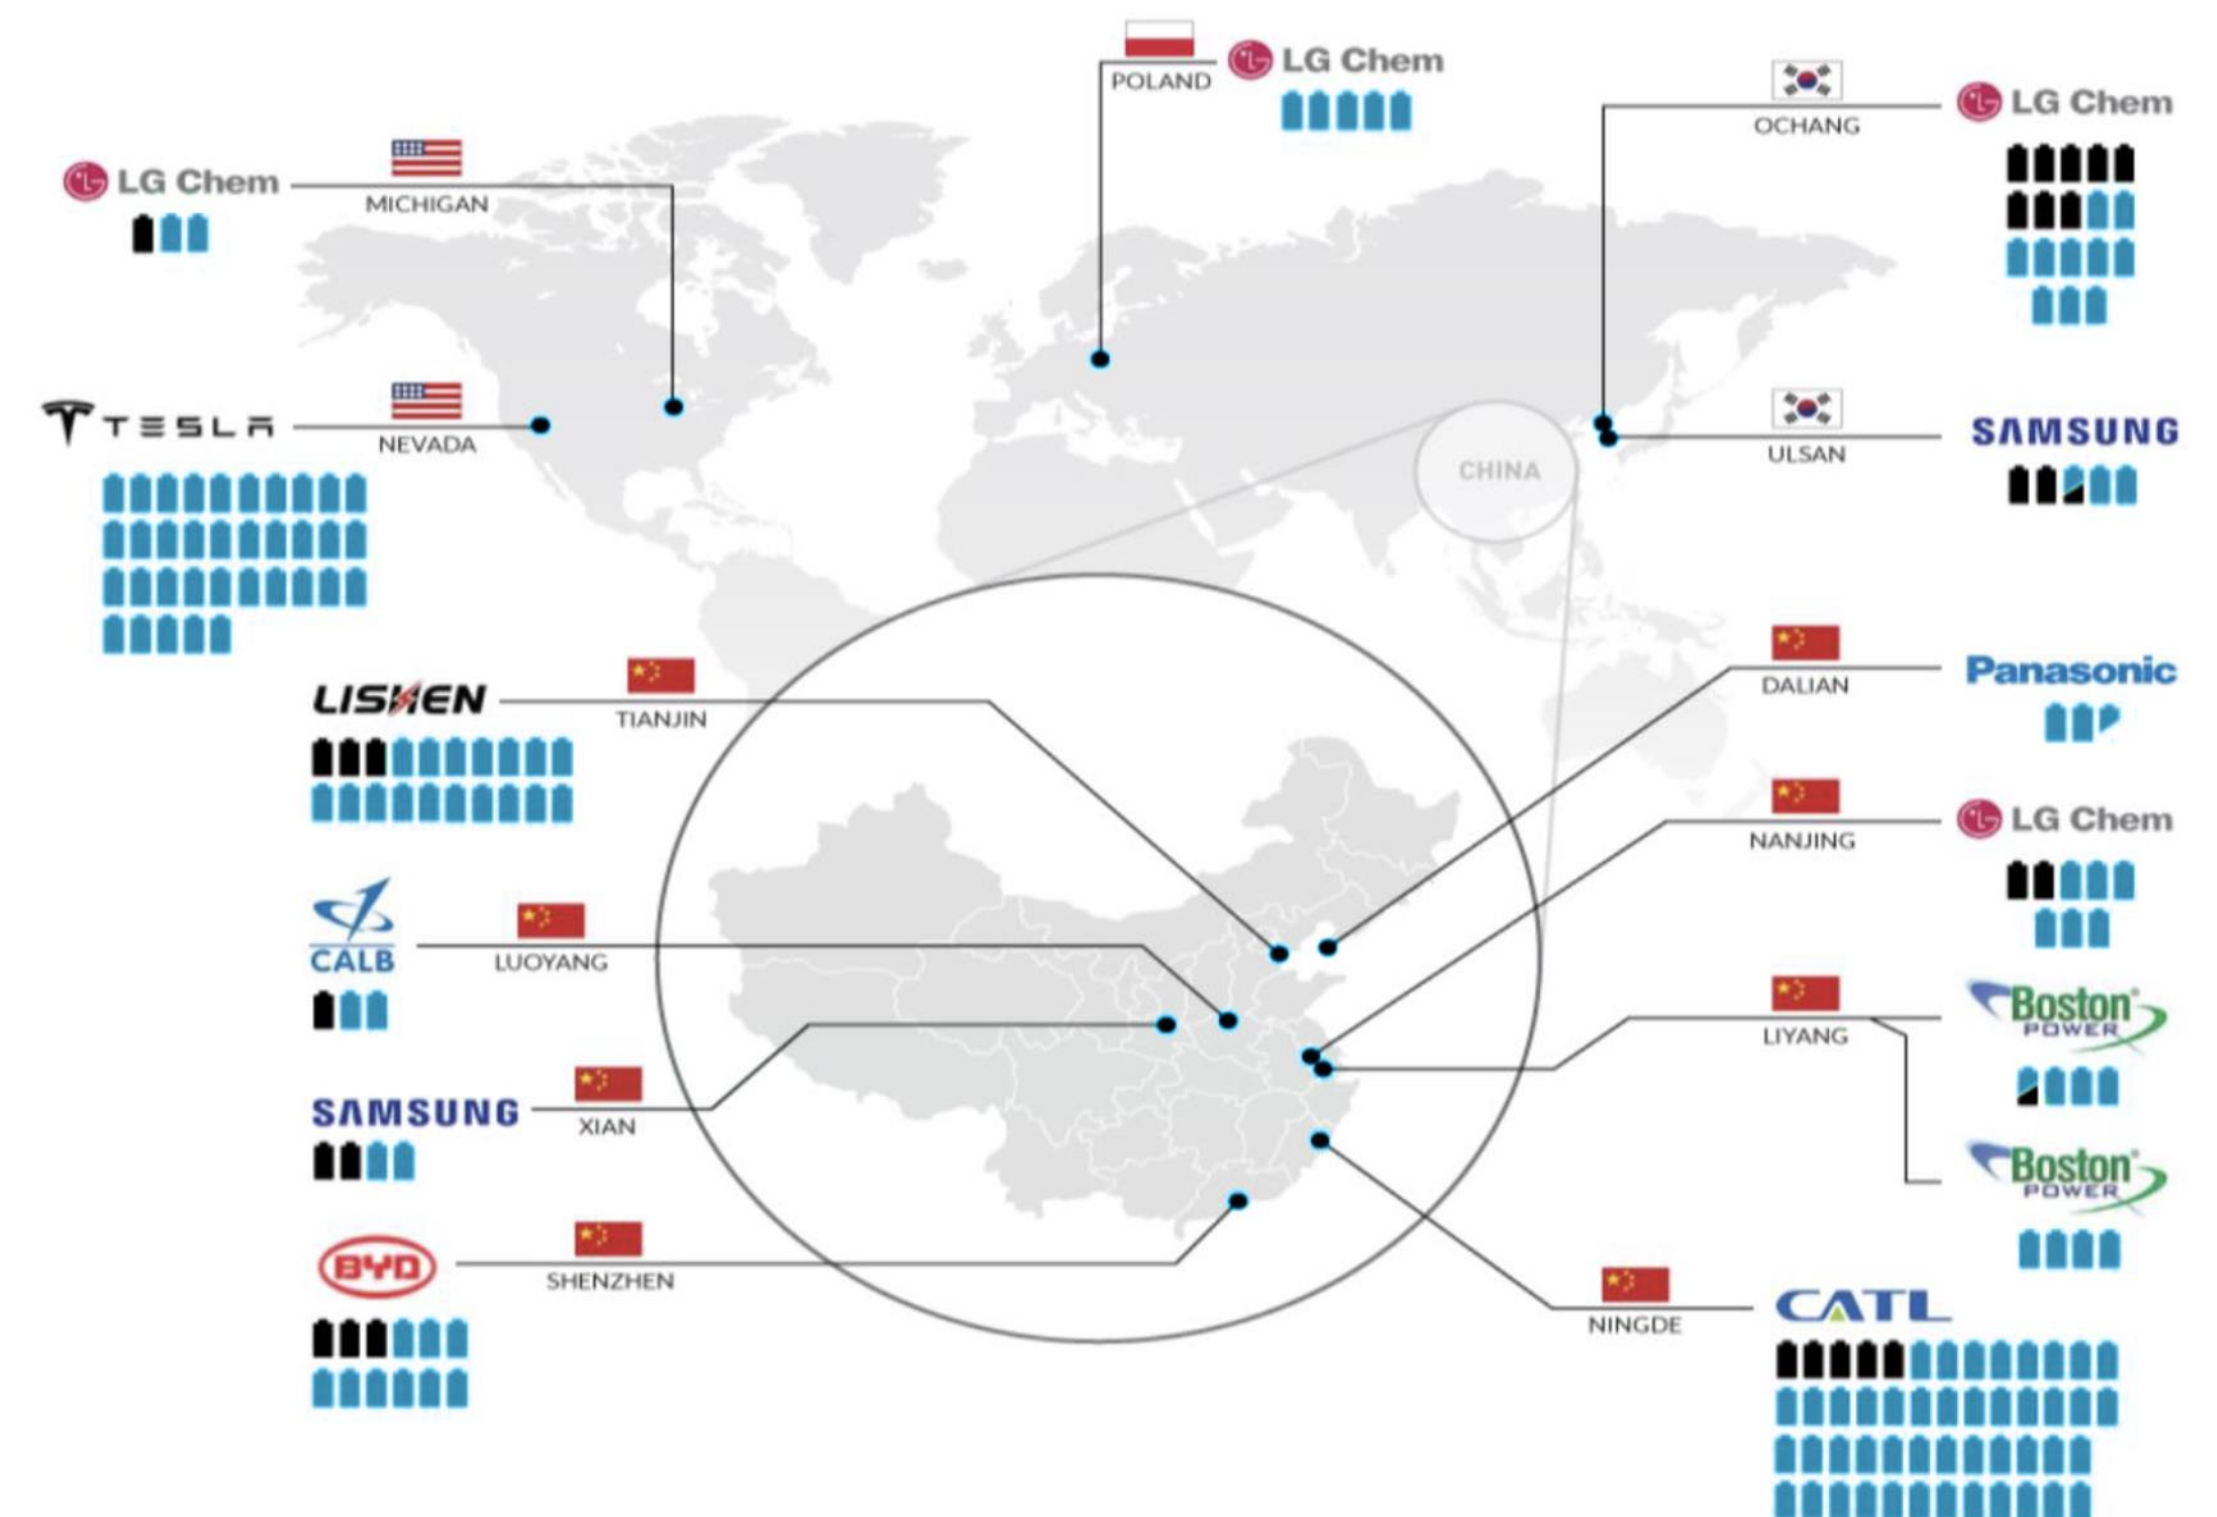 POLAND
LG Chem
OCHANG
LG Chem
LG Chem
MICHIGAN
TESLA
NEVADA
CHINA
ULSAN
SAMSUNG
LISHEN
TIANJIN
DALIAN
Panasonic
NANJING
LG Chem
CALB
LUOYANG
LIYANG
Boston
POWER
SAMSUNG
XIAN
Boston
POWER
BYD
SHENZHEN
NINGDE
CATL